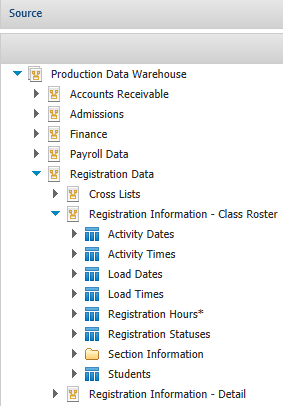 Source
Production Data Warehouse
Accounts Receivable
Admissions
Finance
Payroll Data
Registration Data
Cross Lists
Registration Information - Class Roster
Activity Dates
Activity Times
Load Dates
Load Times
Registration Hours*
Registration Statuses
Section Information
Students
Registration Information - Detail